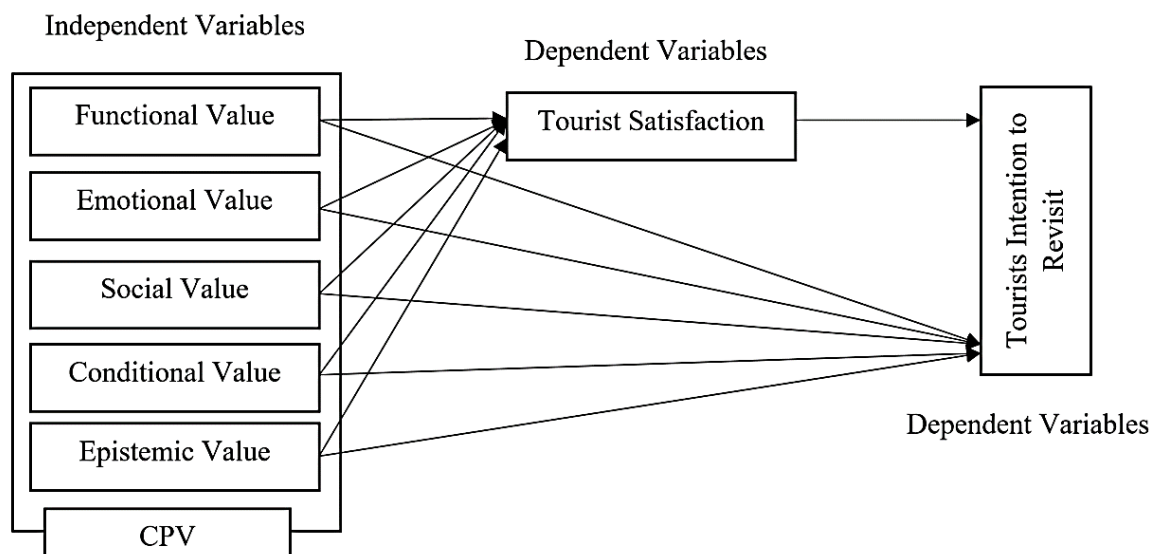 Independent Variables
Dependent Variables
Functional Value
Tourist Satisfaction
Emotional Value
Social Value
Conditional Value
Epistemic Value
CPV
Tourists Intention to
Revisit
Dependent Variables